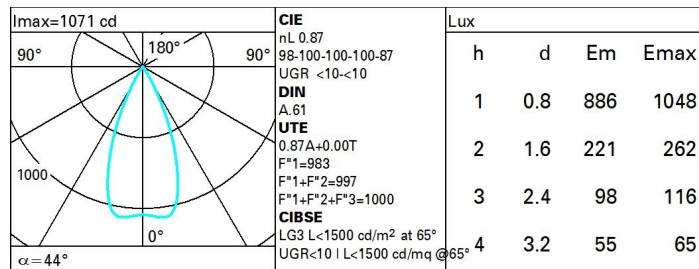 Imax=1071 cd
90° 180° 90°
1000
0°
α=44°
CIE
nL 0.87
98-100-100-100-87
UGR <10-<10
DIN
A.61
UTE
0.87A+0.00T
F"1=983
F"1+F"2=997
F"1+F"2+F"3=1000
CIBSE
LG3 L<1500 cd/m² at 65°
UGR<10 | L<1500 cd/mq @65°
Lux
h d Em Emax
1 0.8 886 1048
2 1.6 221 262
3 2.4 98 116
4 3.2 55 65